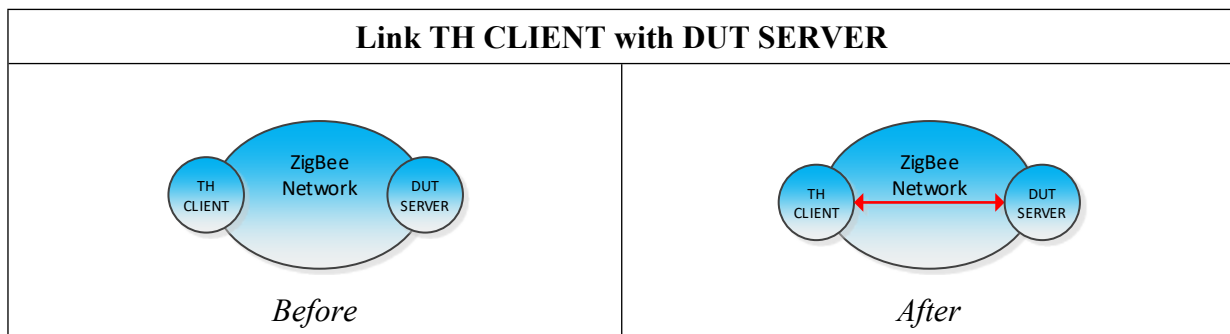 Link TH CLIENT with DUT SERVER
ZigBee
Network
TH
CLIENT
DUT
SERVER
Before
ZigBee
Network
TH
CLIENT
DUT
SERVER
After